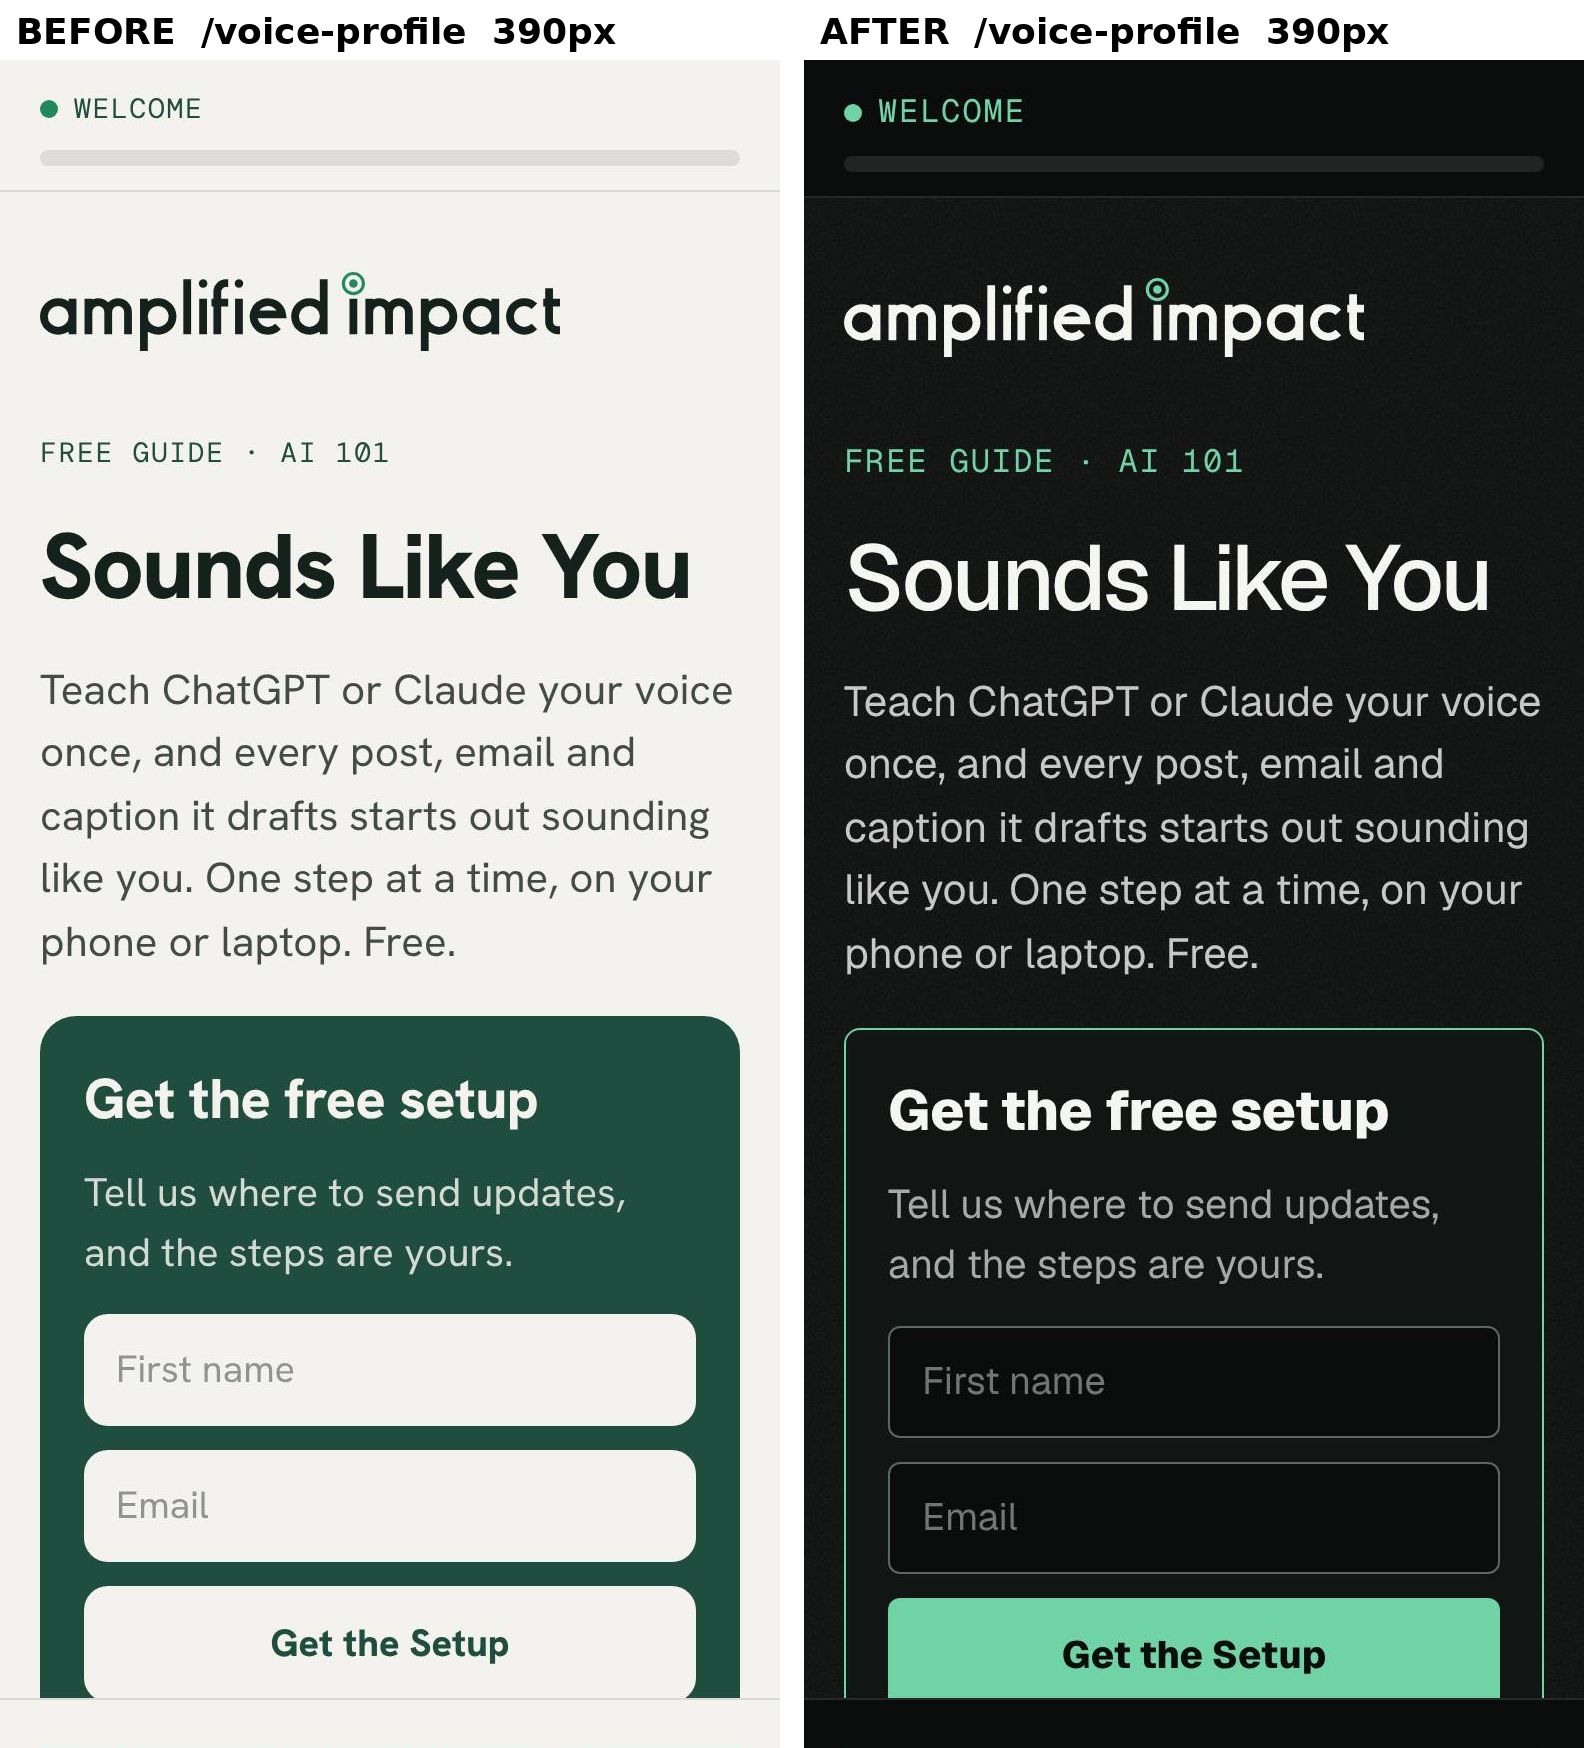 BEFORE /voice-profile 390px
WELCOME
amplified impact
FREE GUIDE · AI 101
Sounds Like You
Teach ChatGPT or Claude your voice
once, and every post, email and
caption it drafts starts out sounding
like you. One step at a time, on your
phone or laptop. Free.
Get the free setup
Tell us where to send updates,
and the steps are yours.
First name
Email
Get the Setup
AFTER /voice-profile 390px
WELCOME
amplified impact
FREE GUIDE · AI 101
Sounds Like You
Teach ChatGPT or Claude your voice
once, and every post, email and
caption it drafts starts out sounding
like you. One step at a time, on your
phone or laptop. Free.
Get the free setup
Tell us where to send updates,
and the steps are yours.
First name
Email
Get the Setup